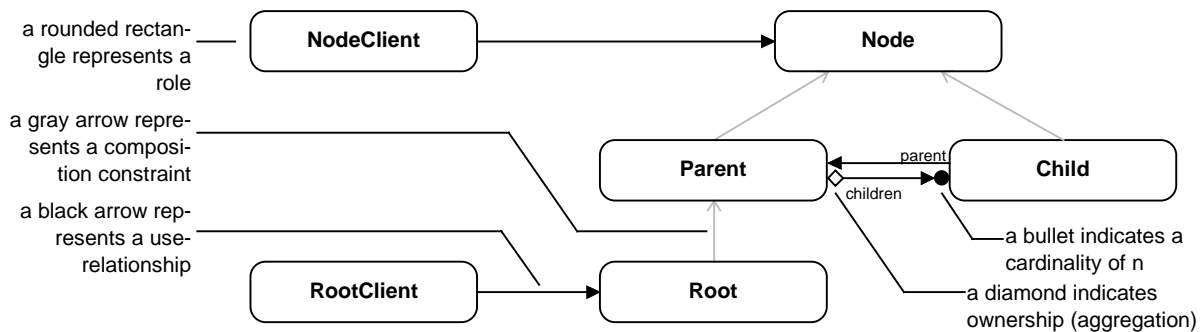 a rounded rectan-
gle represents a
role
NodeClient
Node
a gray arrow repre-
sents a composi-
tion constraint
Parent
parent
children
Child
a black arrow rep-
resents a use-
relationship
RootClient
Root
a bullet indicates a
cardinality of n
a diamond indicates
ownership (aggregation)